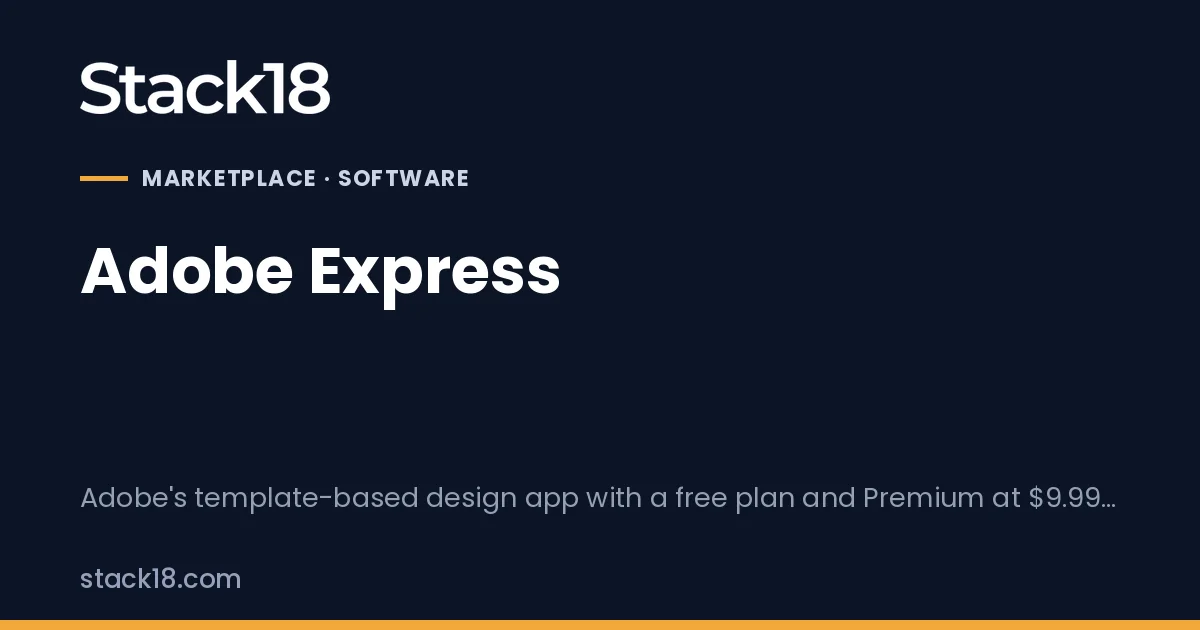 Stack18
MARKETPLACE · SOFTWARE
Adobe Express
Adobe's template-based design app with a free plan and Premium at $9.99…
stack18.com